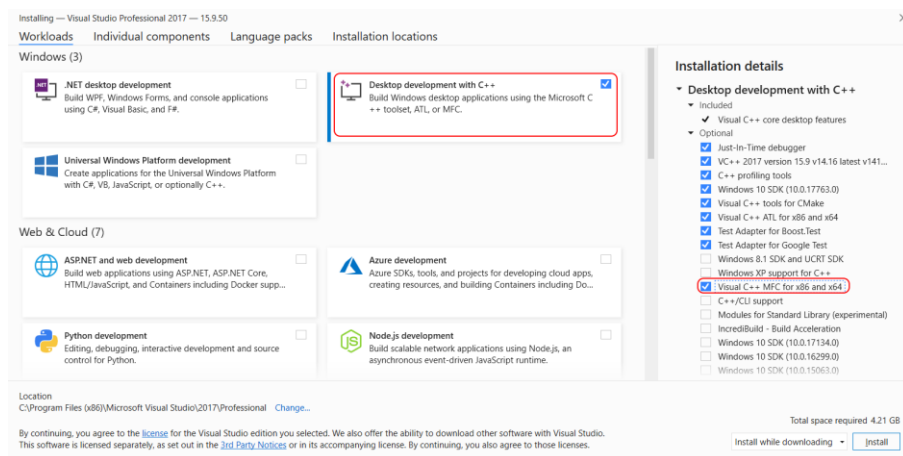 Installing — Visual Studio Professional 2017 — 15.9.50
Workloads Individual components Language packs Installation locations
Windows (3)
.NET desktop development
Build WPF, Windows Forms, and console applications
using C#, Visual Basic, and F#.
Desktop development with C++
Build Windows desktop applications using the Microsoft C
++ toolset, ATL, or MFC.
Universal Windows Platform development
Create applications for the Universal Windows Platform
with C#, VB, JavaScript, or optionally C++.
Web & Cloud (7)
ASP.NET and web development
Build web applications using ASP.NET, ASP.NET Core,
HTML/JavaScript, and Containers including Docker supp...
Azure development
Azure SDKs, tools, and projects for developing cloud apps,
creating resources, and building Containers including Do...
Python development
Editing, debugging, interactive development and source
control for Python.
Node.js development
Build scalable network applications using Node.js, an
asynchronous event-driven JavaScript runtime.
Installation details
Desktop development with C++
Included
Visual C++ core desktop features
Optional
Just-In-Time debugger
VC++ 2017 version 15.9 v14.16 latest v141...
C++ profiling tools
Windows 10 SDK (10.0.17763.0)
Visual C++ tools for CMake
Visual C++ ATL for x86 and x64
Test Adapter for Boost.Test
Test Adapter for Google Test
Windows 8.1 SDK and UCRT SDK
Windows XP support for C++
Visual C++ MFC for x86 and x64
C++/CLI support
Modules for Standard Library (experimental)
IncrediBuild - Build Acceleration
Windows 10 SDK (10.0.17134.0)
Windows 10 SDK (10.0.16299.0)
Windows 10 SDK (10.0.15063.0)
Location
C:\Program Files (x86)\Microsoft Visual Studio\2017\Professional Change...
By continuing, you agree to the license for the Visual Studio edition you selected. We also offer the ability to download other software with Visual Studio.
This software is licensed separately, as set out in the 3rd Party Notices or in its accompanying license. By continuing, you also agree to those licenses.
Total space required 4.21 GB
Install while downloading Install